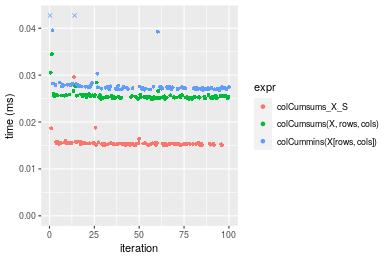 0.04
0.03
0.02
0.01
0.00
time (ms)
0
25
50
75
100
iteration
expr
colCumsums_X_S
colCumsums(X, rows, cols)
colCummins(X[rows, cols])